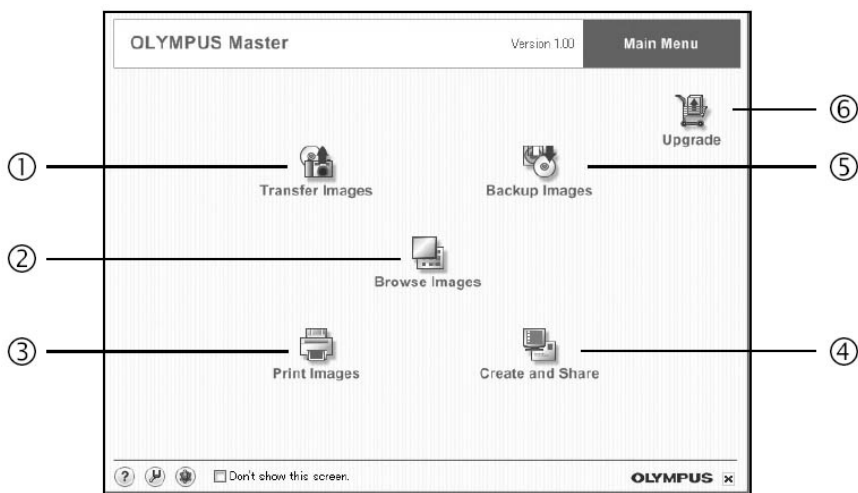 OLYMPUS Master Version 1.00 Main Menu
⑥
Upgrade
①
⑤
Transfer Images Backup Images
②
Browse Images
③
④
Print Images Create and Share
? Don't show this screen. OLYMPUS x